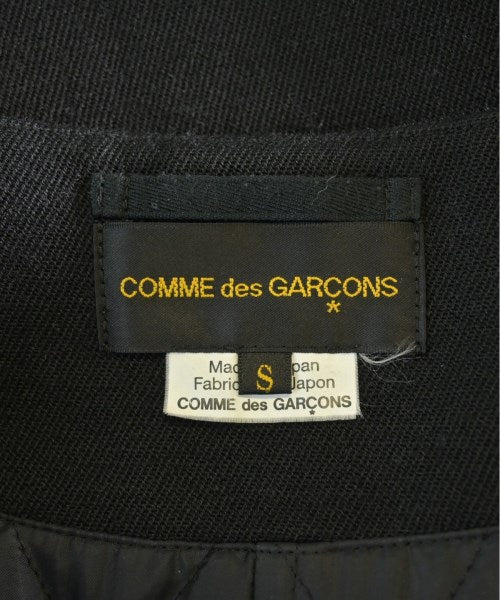 COMME des GARÇONS
*
Mad pan
S
Fabric Japon
COMME des GARÇONS